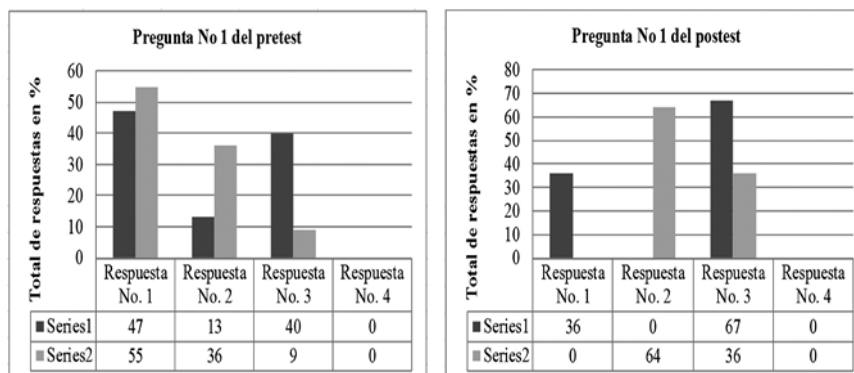 Pregunta No 1 del pretest
Total de respuestas en %
60
50
40
30
20
10
0
Respuesta No. 1
Respuesta No. 2
Respuesta No. 3
Respuesta No. 4
Series1 47 13 40 0
Series2 55 36 9 0
Pregunta No 1 del postest
Total de respuestas en %
80
70
60
50
40
30
20
10
0
Respuesta No. 1
Respuesta No. 2
Respuesta No. 3
Respuesta No. 4
Series1 36 0 67 0
Series2 0 64 36 0